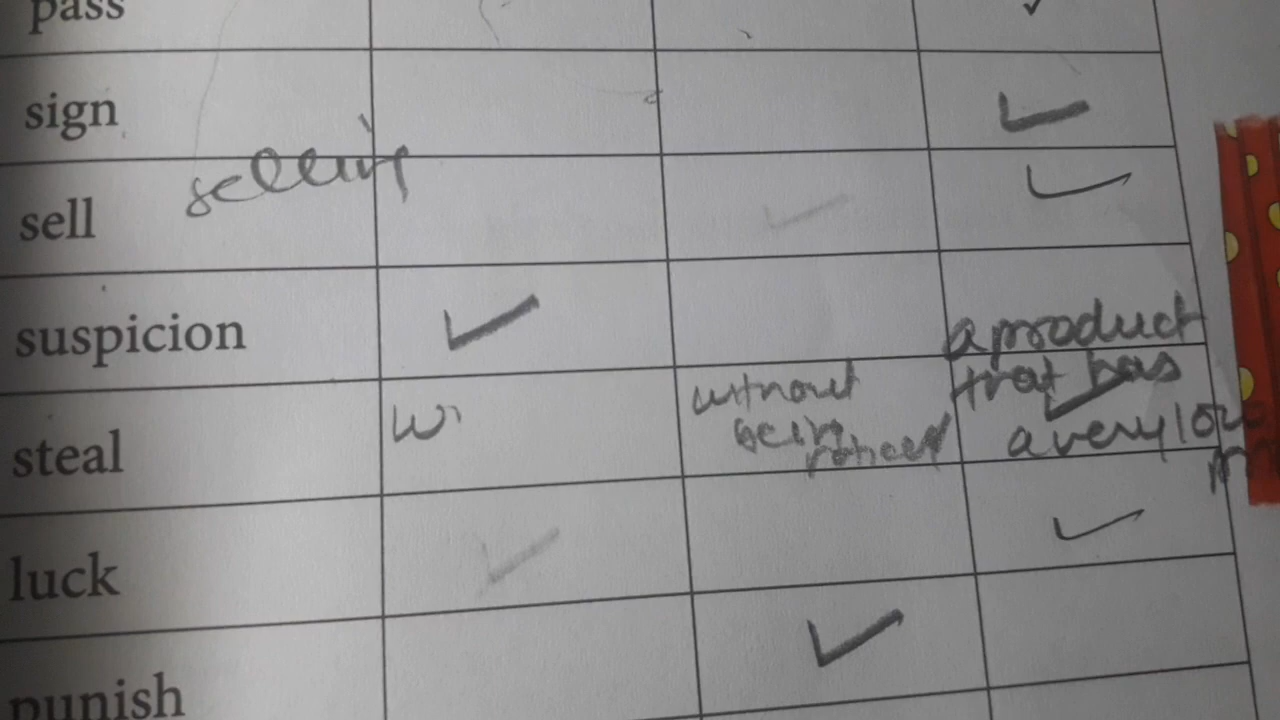 pass
sign
selling
sell
suspicion
a product
without
that has
steal
being
a very low
noticed
luck
punish